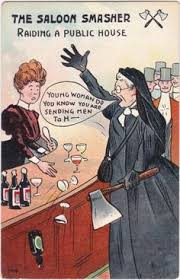 THE SALOON SMASHER
RAIDING A PUBLIC HOUSE
YOUNG WOMAN DO
YOU KNOW YOU ARE
SENDING MEN
TO H—